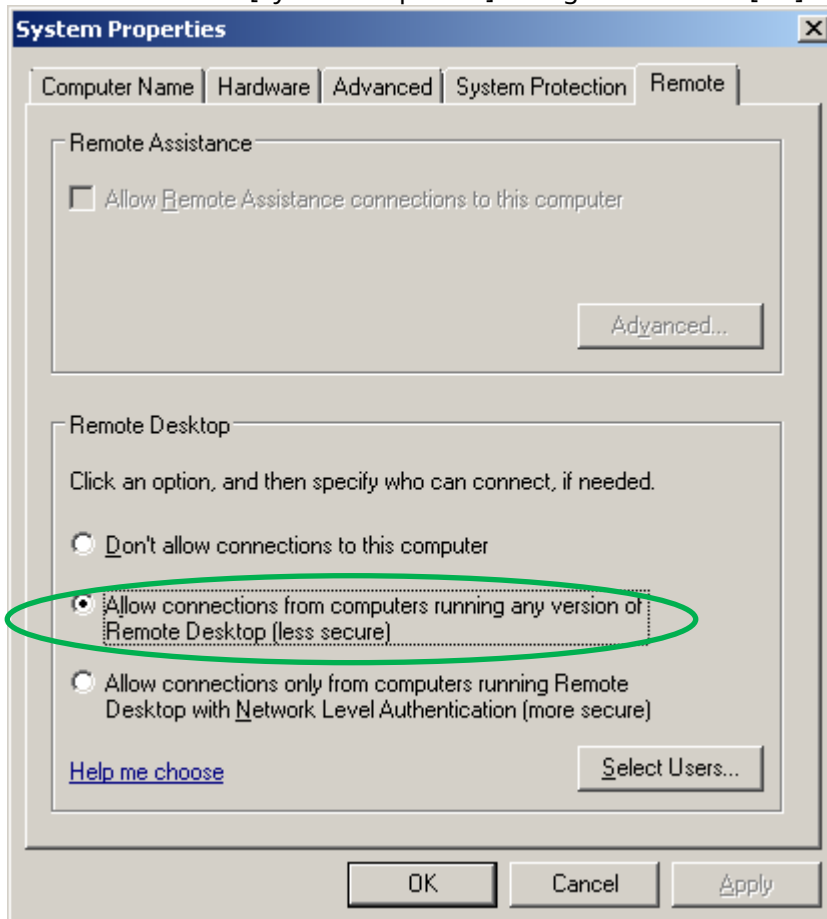 System Properties
Computer Name Hardware Advanced System Protection Remote
Remote Assistance
Allow Remote Assistance connections to this computer
Advanced...
Remote Desktop
Click an option, and then specify who can connect, if needed.
Don't allow connections to this computer
Allow connections from computers running any version of
Remote Desktop (less secure)
Allow connections only from computers running Remote
Desktop with Network Level Authentication (more secure)
Help me choose
Select Users...
OK Cancel Apply